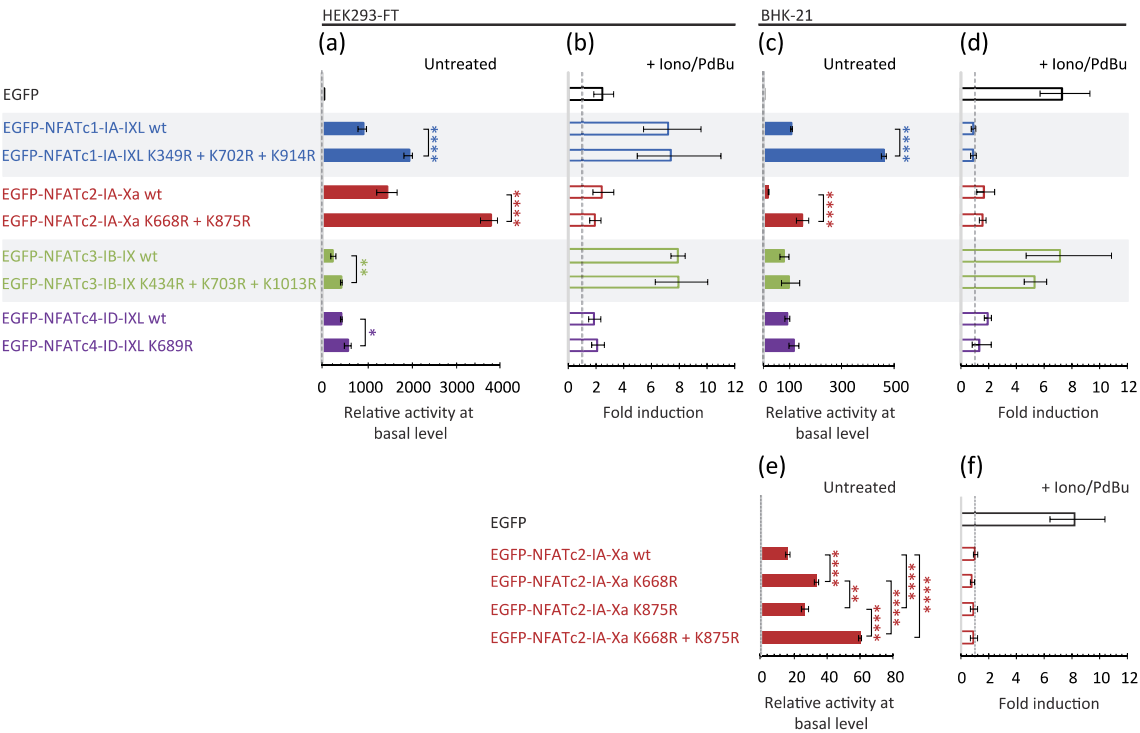 HEK293-FT
BHK-21
(a) (b) (c) (d)
Untreated + Iono/PdBu Untreated + Iono/PdBu
EGFP
EGFP-NFATc1-IA-IXL wt
****
****
EGFP-NFATc1-IA-IXL K349R + K702R + K914R
EGFP-NFATc2-IA-Xa wt
****
****
EGFP-NFATc2-IA-Xa K668R + K875R
EGFP-NFATc3-IB-IX wt
**
EGFP-NFATc3-IB-IX K434R + K703R + K1013R
EGFP-NFATc4-ID-IXL wt
*
EGFP-NFATc4-ID-IXL K689R
0 1000 2000 3000 4000 0 2 4 6 8 10 12 0 100 300 500 0 2 4 6 8 10 12
Relative activity at basal level
Fold induction
Relative activity at basal level
Fold induction
(e) (f)
Untreated + Iono/PdBu
EGFP
EGFP-NFATc2-IA-Xa wt
EGFP-NFATc2-IA-Xa K668R
EGFP-NFATc2-IA-Xa K875R
EGFP-NFATc2-IA-Xa K668R + K875R
****
**
****
****
****
****
0 20 40 60 80 0 2 4 6 8 10 12
Relative activity at basal level
Fold induction